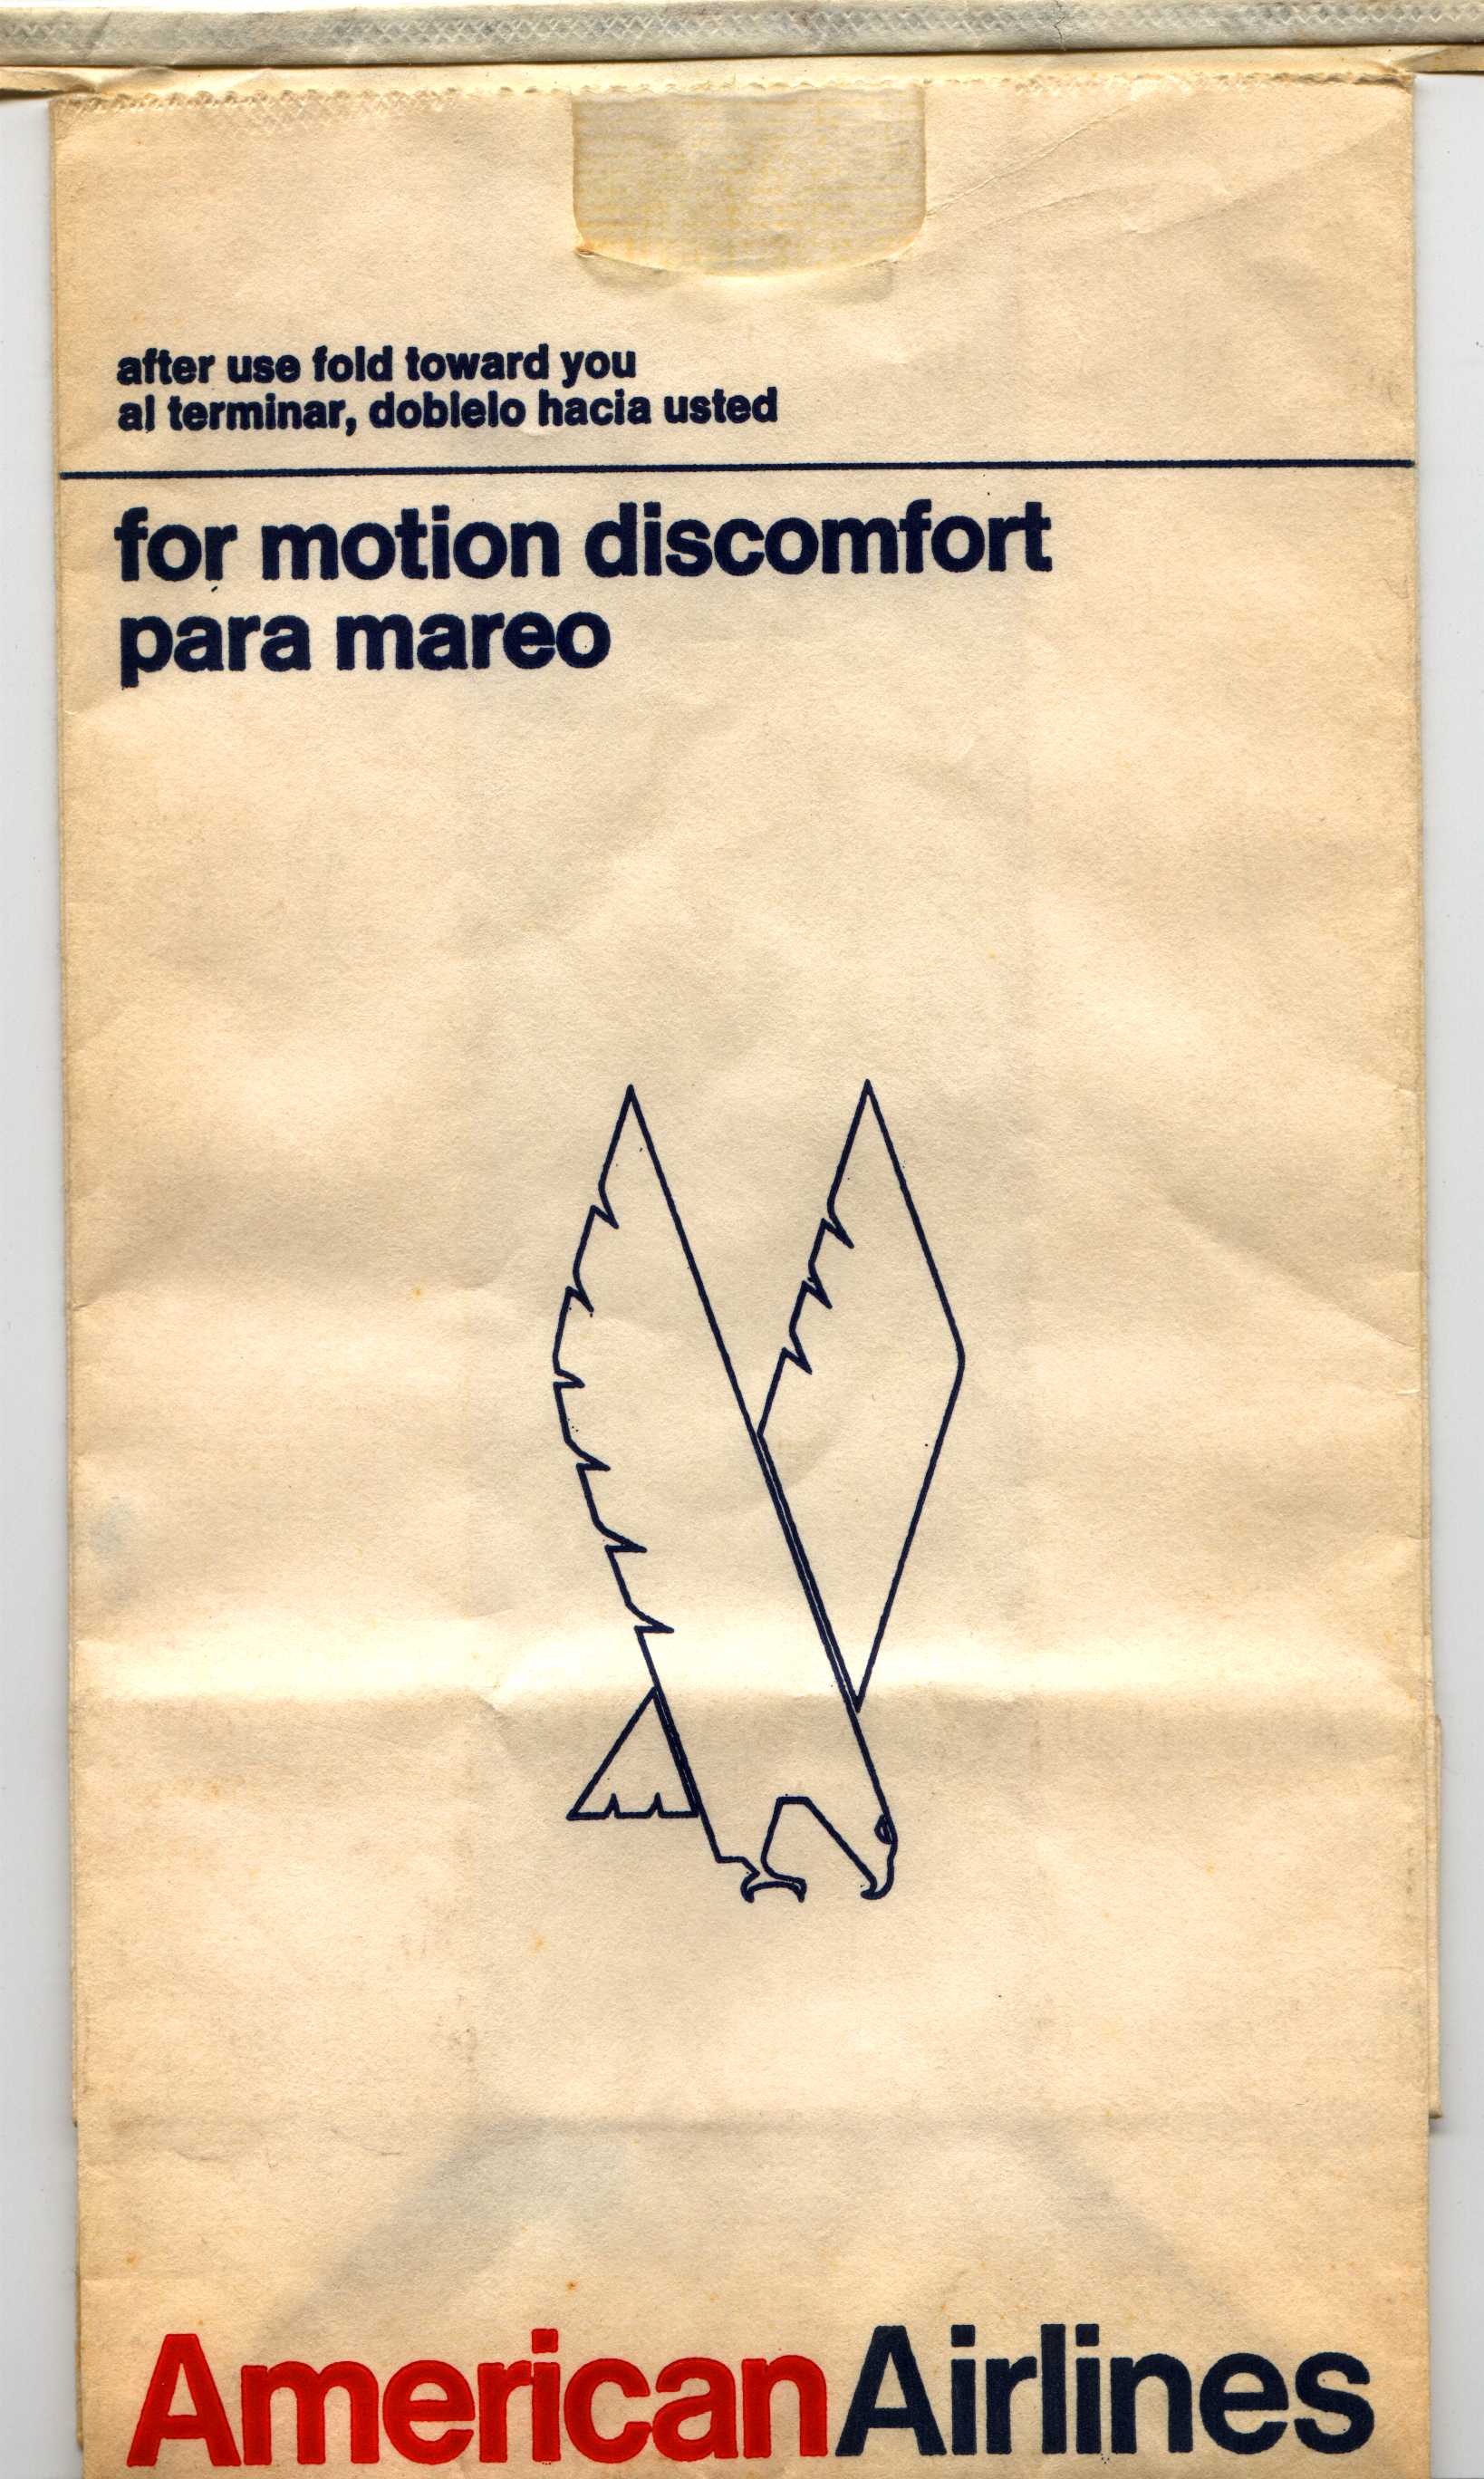 after use fold toward you
al terminar, doblelo hacia usted
for motion discomfort
para mareo
AmericanAirlines